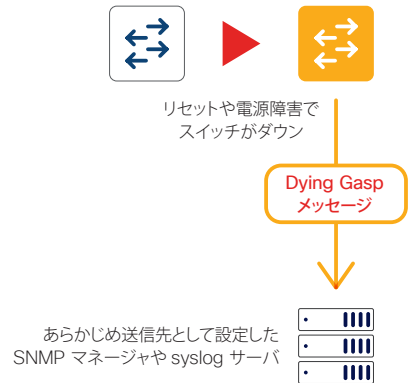 リセットや電源障害で
スイッチがダウン
Dying Gasp
メッセージ
あらかじめ送信先として設定した
SNMP マネージャや syslog サーバ